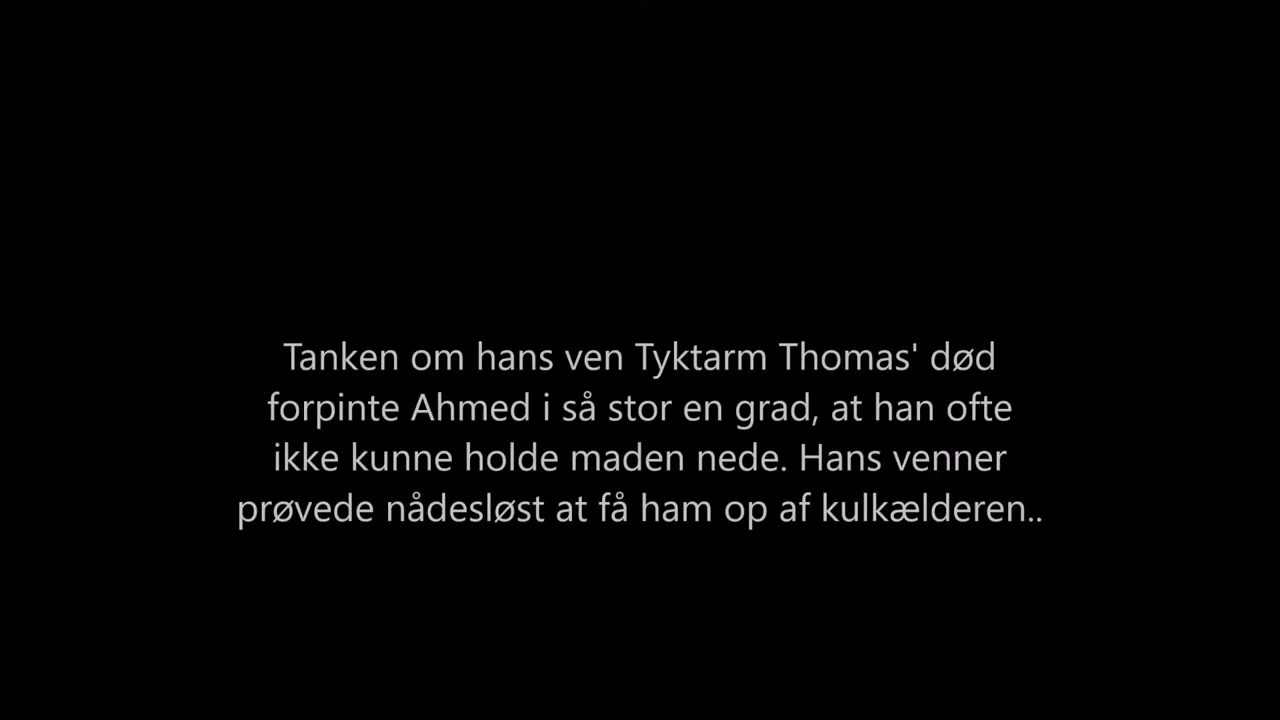 Tanken om hans ven Tyktarm Thomas' død
forpinte Ahmed i så stor en grad, at han ofte
ikke kunne holde maden nede. Hans venner
prøvede nådesløst at få ham op af kulkælderen..